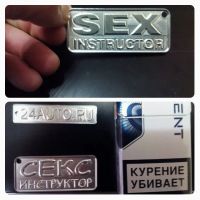 SEX
INSTRUCTOR
24AUTO.RU
СЕКС
ИНСТРУКТОР
ENT
КУРЕНИЕ
УБИВАЕТ